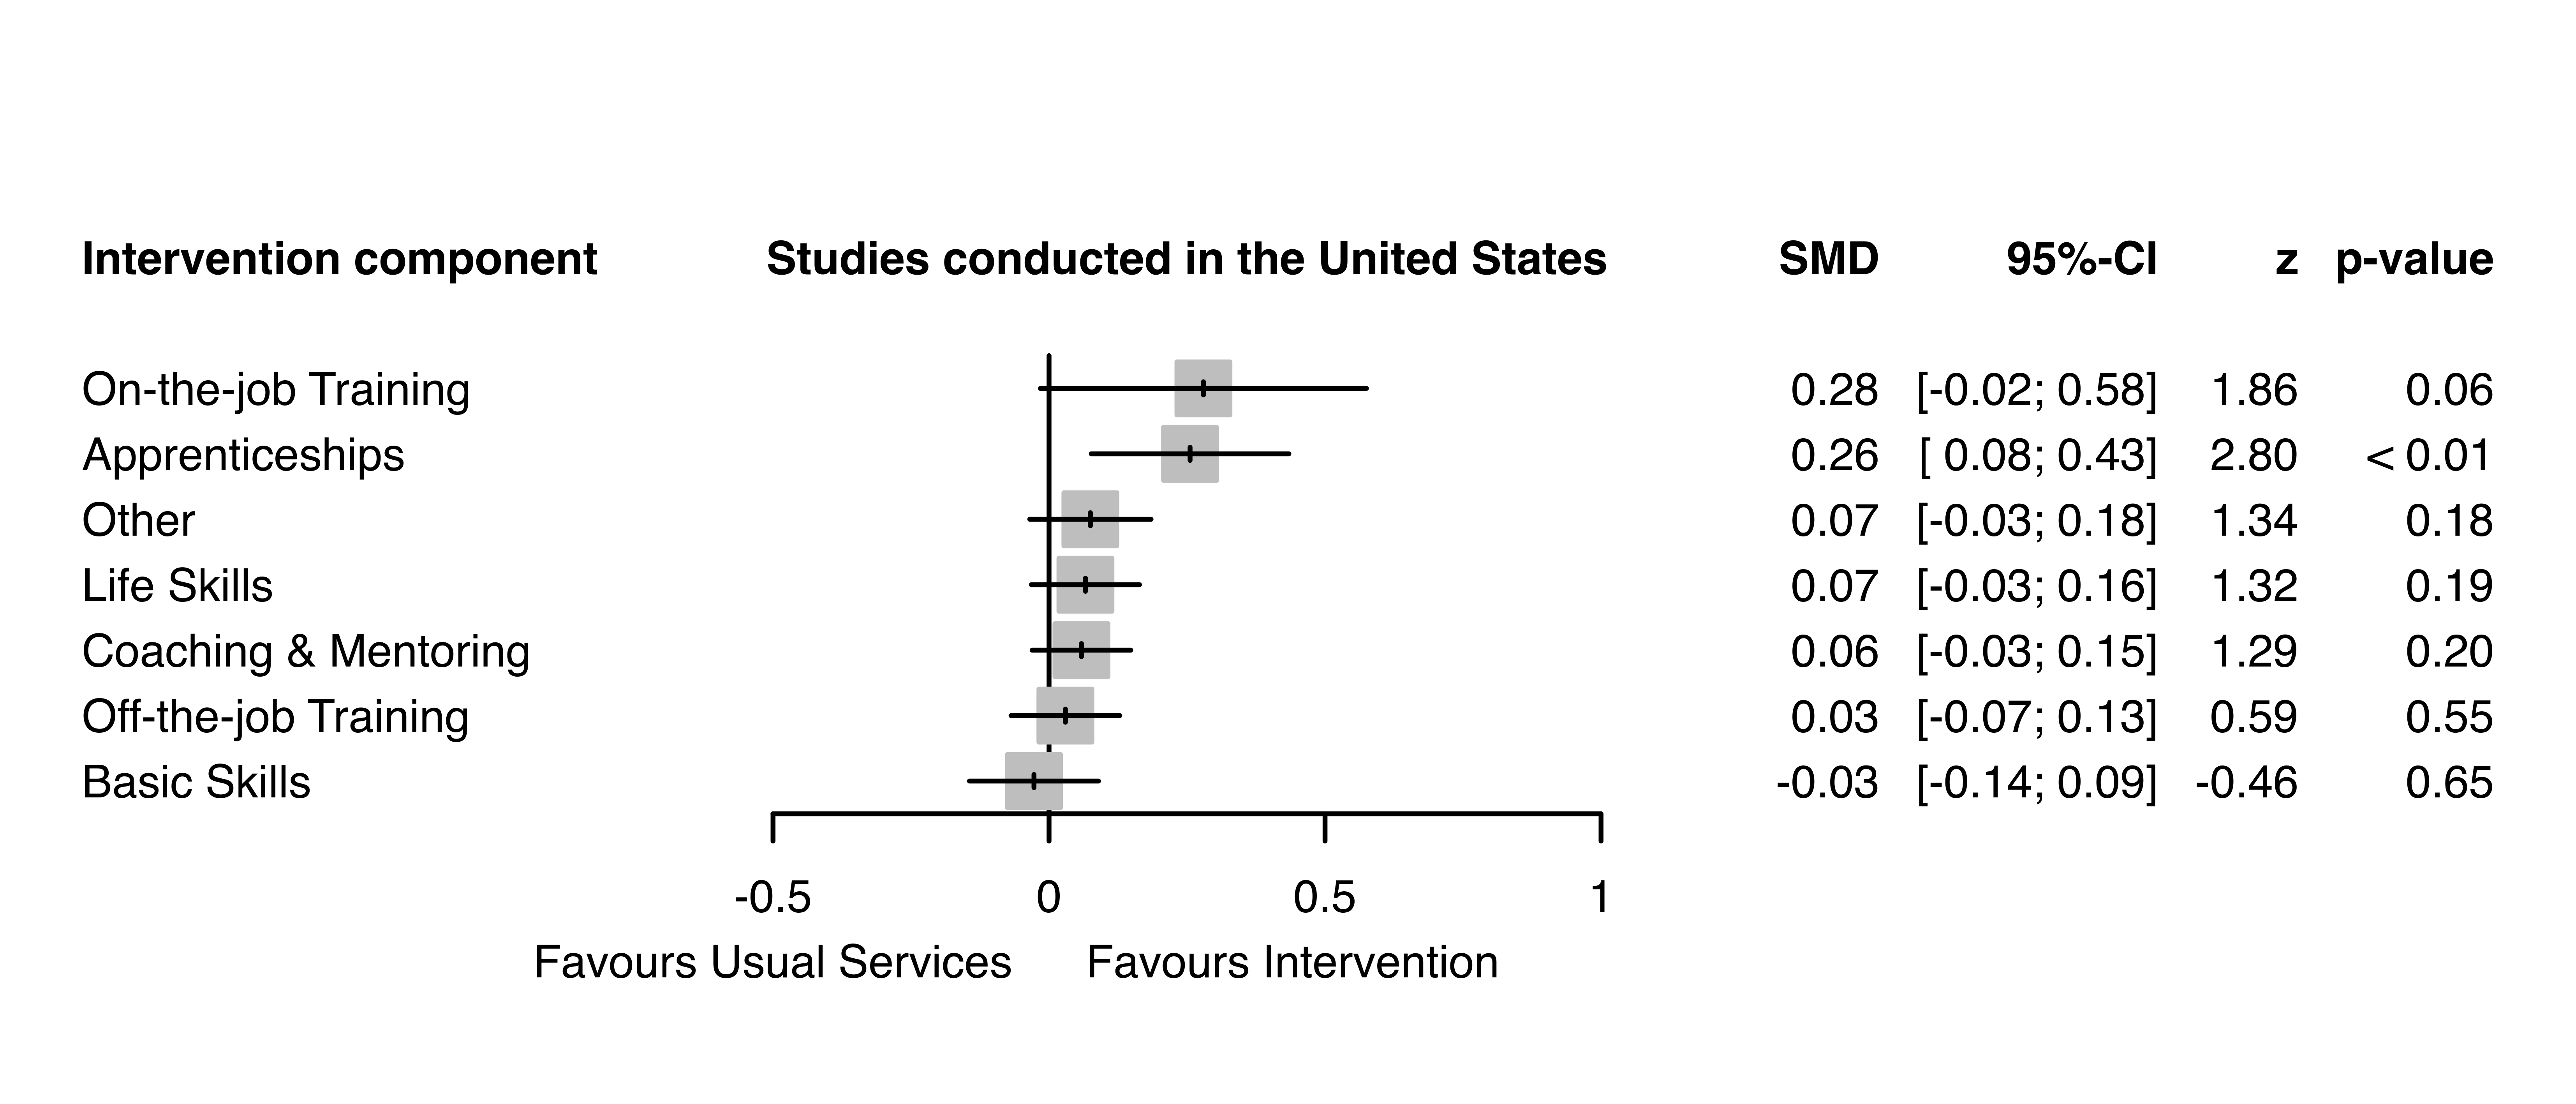 Intervention component Studies conducted in the United States SMD 95%-CI z p-value
On-the-job Training 0.28 [-0.02; 0.58] 1.86 0.06
Apprenticeships 0.26 [ 0.08; 0.43] 2.80 < 0.01
Other 0.07 [-0.03; 0.18] 1.34 0.18
Life Skills 0.07 [-0.03; 0.16] 1.32 0.19
Coaching & Mentoring 0.06 [-0.03; 0.15] 1.29 0.20
Off-the-job Training 0.03 [-0.07; 0.13] 0.59 0.55
Basic Skills -0.03 [-0.14; 0.09] -0.46 0.65
-0.5 0 0.5 1
Favours Usual Services Favours Intervention